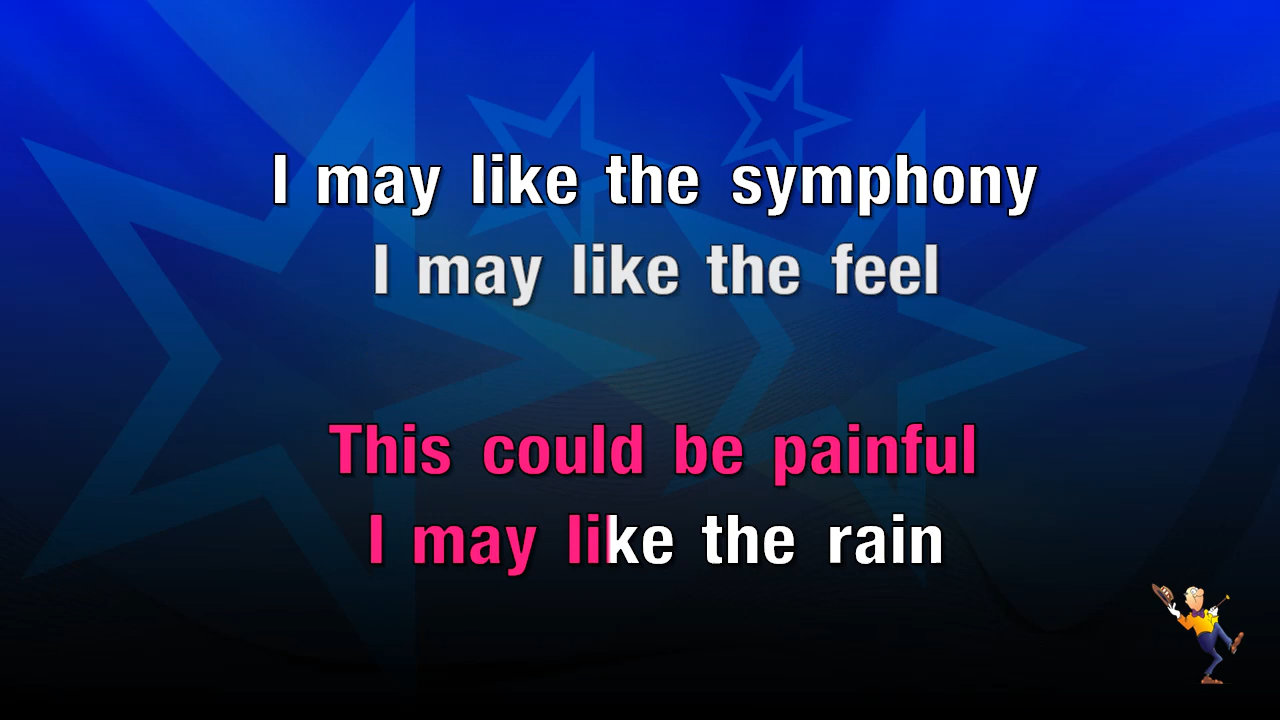 I may like the symphony
I may like the feel
This could be painful
I may like the rain